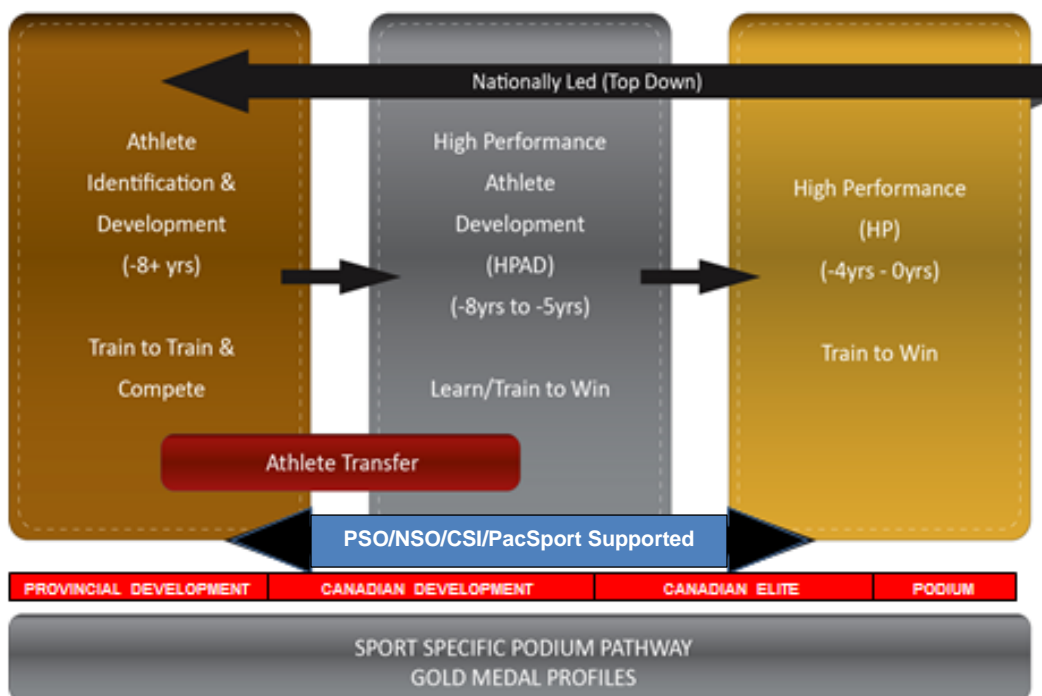 Nationally Led (Top Down)
Athlete
Identification &
Development
(-8+ yrs)
Train to Train &
Compete
High Performance
Athlete
Development
(HPAD)
(-8yrs to -5yrs)
Learn/Train to Win
High Performance
(HP)
(-4yrs - 0yrs)
Train to Win
Athlete Transfer
PSO/NSO/CSI/PacSport Supported
PROVINCIAL DEVELOPMENT
CANADIAN DEVELOPMENT
CANADIAN ELITE
PODIUM
SPORT SPECIFIC PODIUM PATHWAY
GOLD MEDAL PROFILES